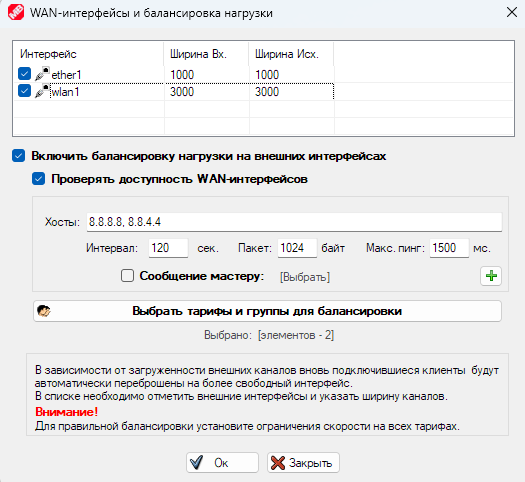 WAN-интерфейсы и балансировка нагрузки
Интерфейс Ширина Вх. Ширина Исх.
ether1 1000 1000
wlan1 3000 3000
Включить балансировку нагрузки на внешних интерфейсах
Проверять доступность WAN-интерфейсов
Хосты: 8.8.8.8, 8.8.4.4
Интервал: 120 сек. Пакет: 1024 байт Макс. пинг: 1500 мс.
Сообщение мастеру: [Выбрать]
Выбрать тарифы и группы для балансировки
Выбрано: [элементов - 2]
В зависимости от загруженности внешних каналов вновь подключившиеся клиенты будут
автоматически переброшены на более свободный интерфейс.
В списке необходимо отметить внешние интерфейсы и указать ширину каналов.
Внимание!
Для правильной балансировки установите ограничения скорости на всех тарифах.
Ок Закрыть